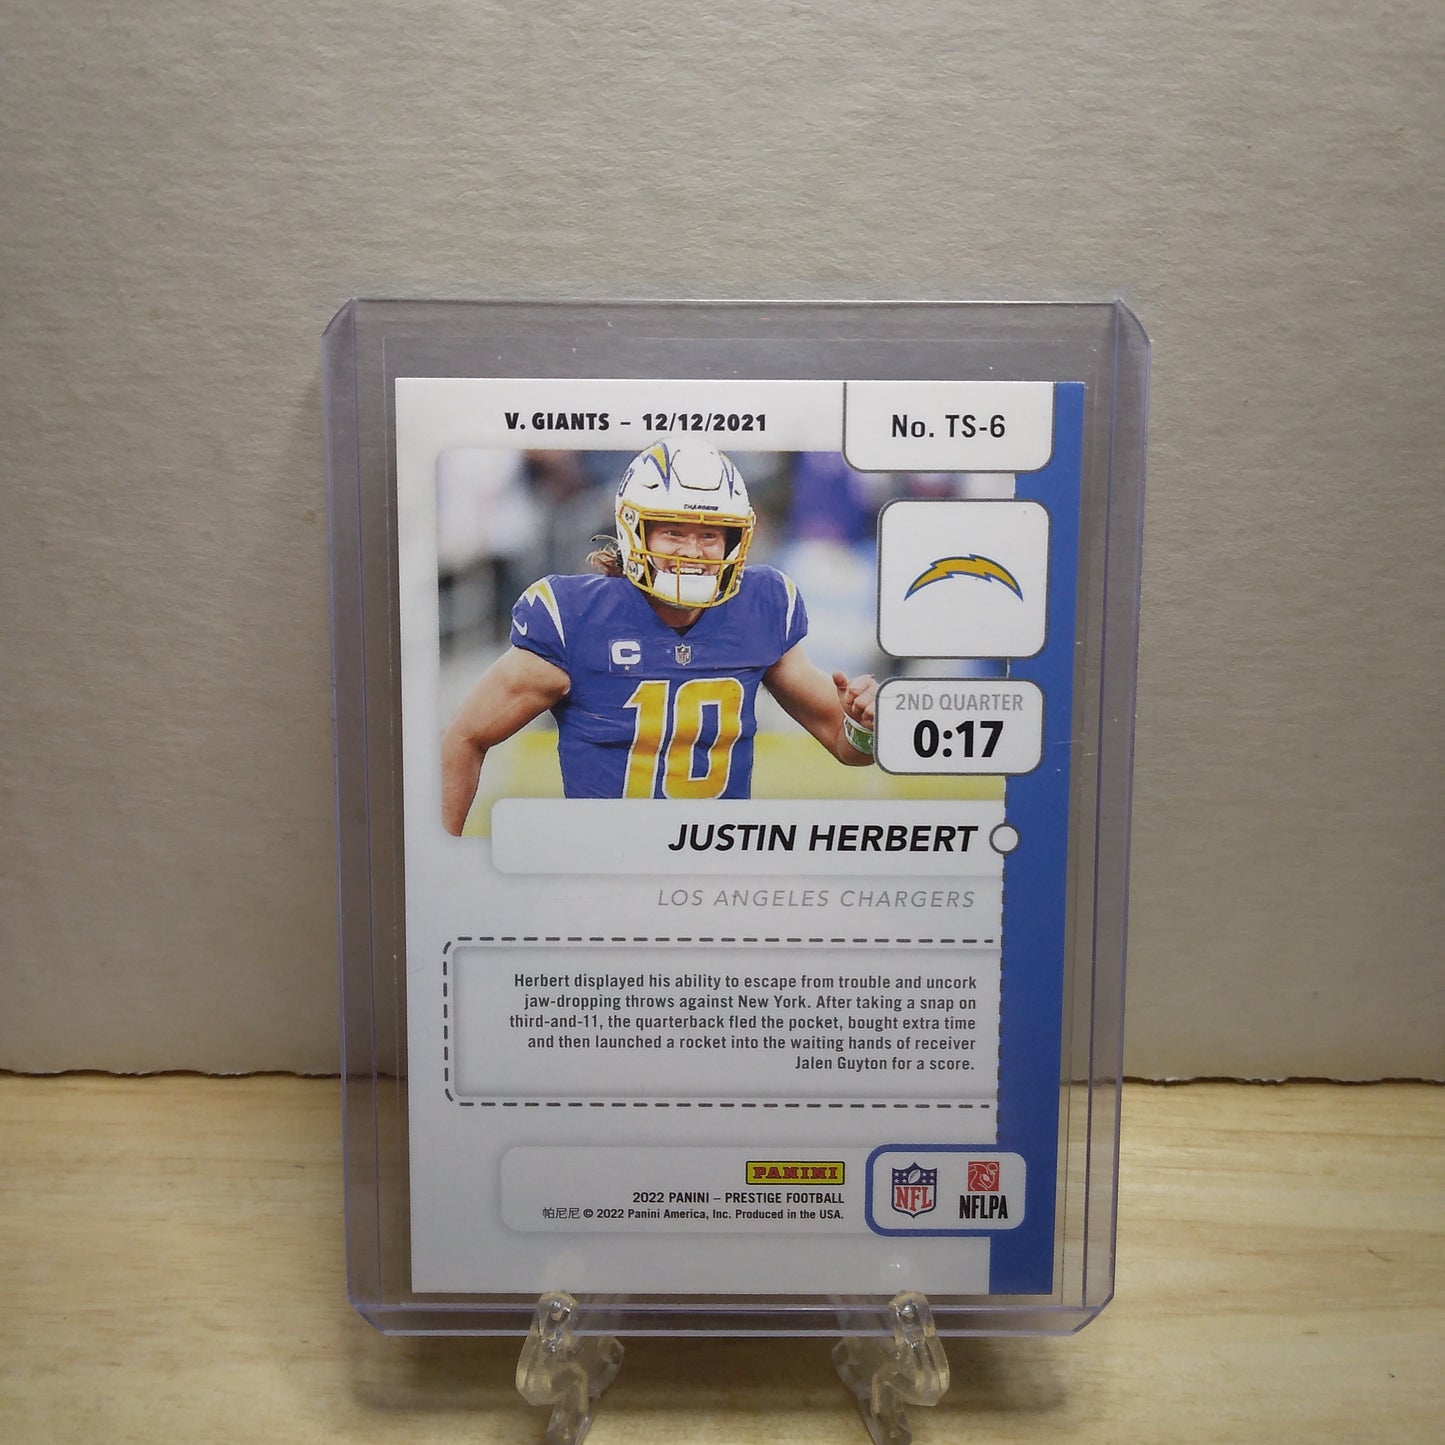 V. GIANTS – 12/12/2021
No. TS-6
CHARGERS
C
NFL
10
2ND QUARTER
0:17
JUSTIN HERBERT
LOS ANGELES CHARGERS
Herbert displayed his ability to escape from trouble and uncork
jaw-dropping throws against New York. After taking a snap on
third-and-11, the quarterback fled the pocket, bought extra time
and then launched a rocket into the waiting hands of receiver
Jalen Guyton for a score.
PANINI
2022 PANINI – PRESTIGE FOOTBALL
帕尼尼 © 2022 Panini America, Inc. Produced in the USA.
NFL
NFLPA